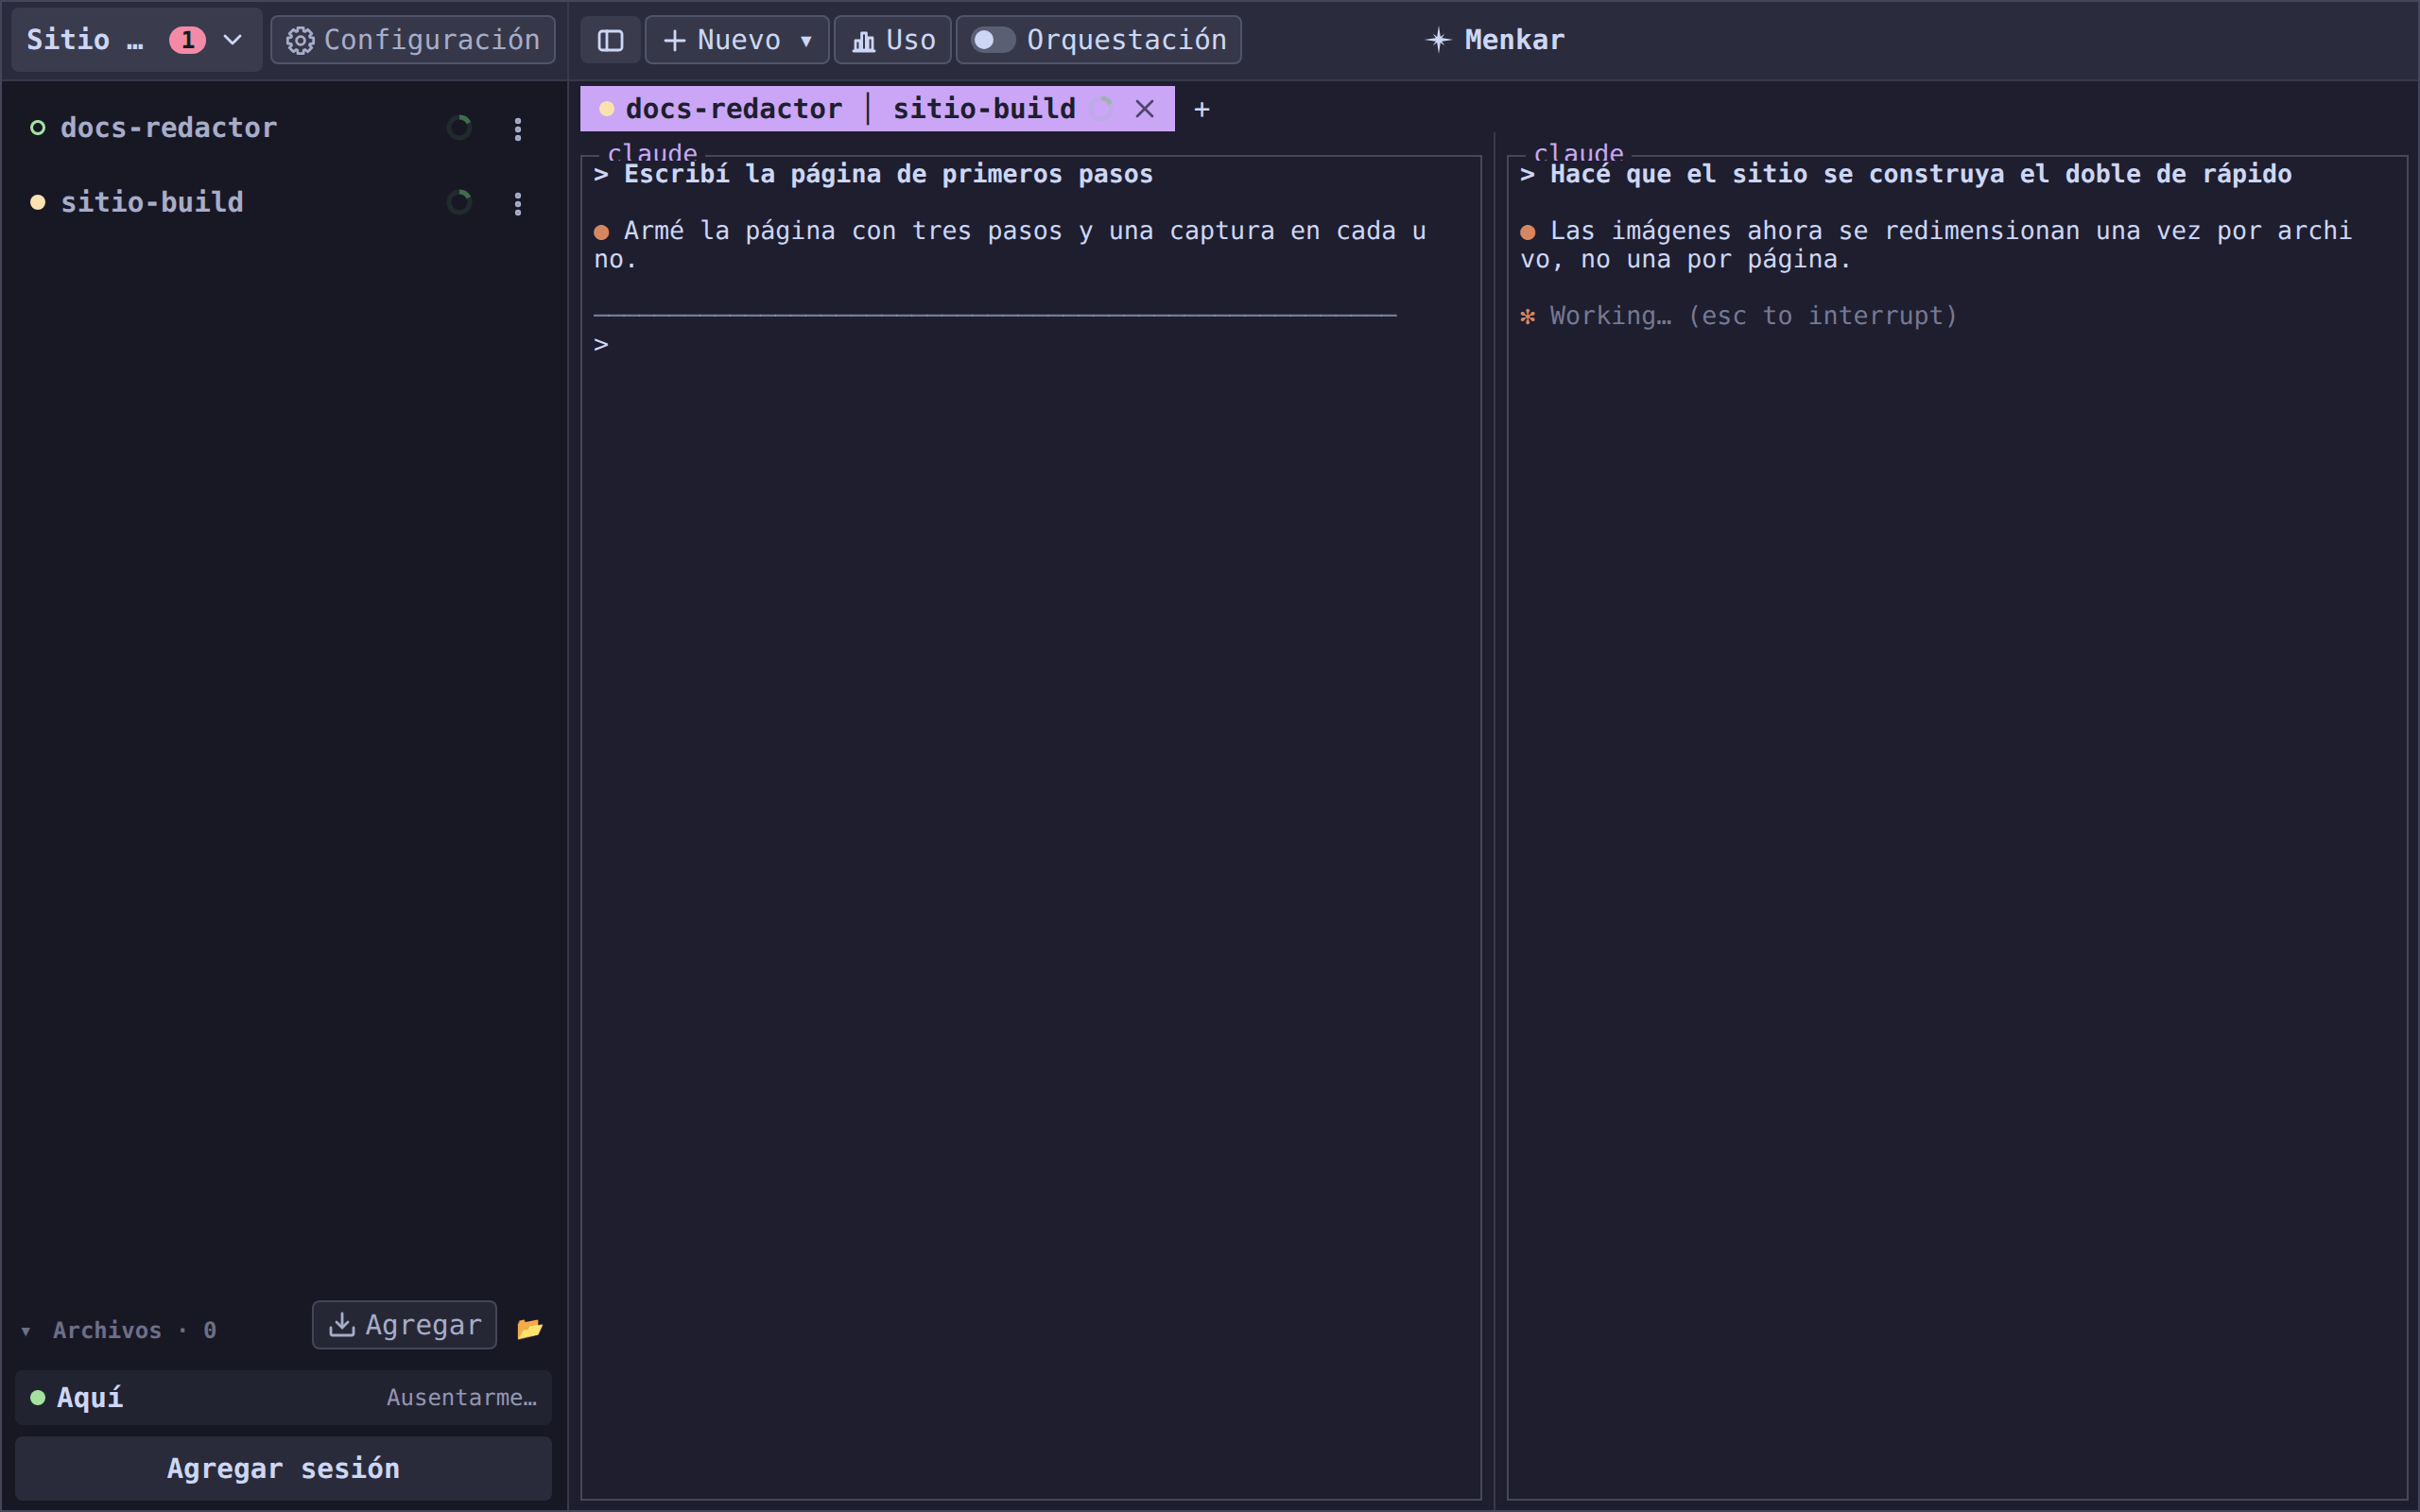 Sitio … 1
Configuración
Nuevo ▾
Uso
Orquestación
Menkar
docs-redactor
sitio-build
docs-redactor │ sitio-build
+
claude
> Escribí la página de primeros pasos
● Armé la página con tres pasos y una captura en cada u
no.
>
claude
> Hacé que el sitio se construya el doble de rápido
● Las imágenes ahora se redimensionan una vez por archi
vo, no una por página.
✻ Working… (esc to interrupt)
▾ Archivos · 0
Agregar
Aquí
Ausentarme…
Agregar sesión